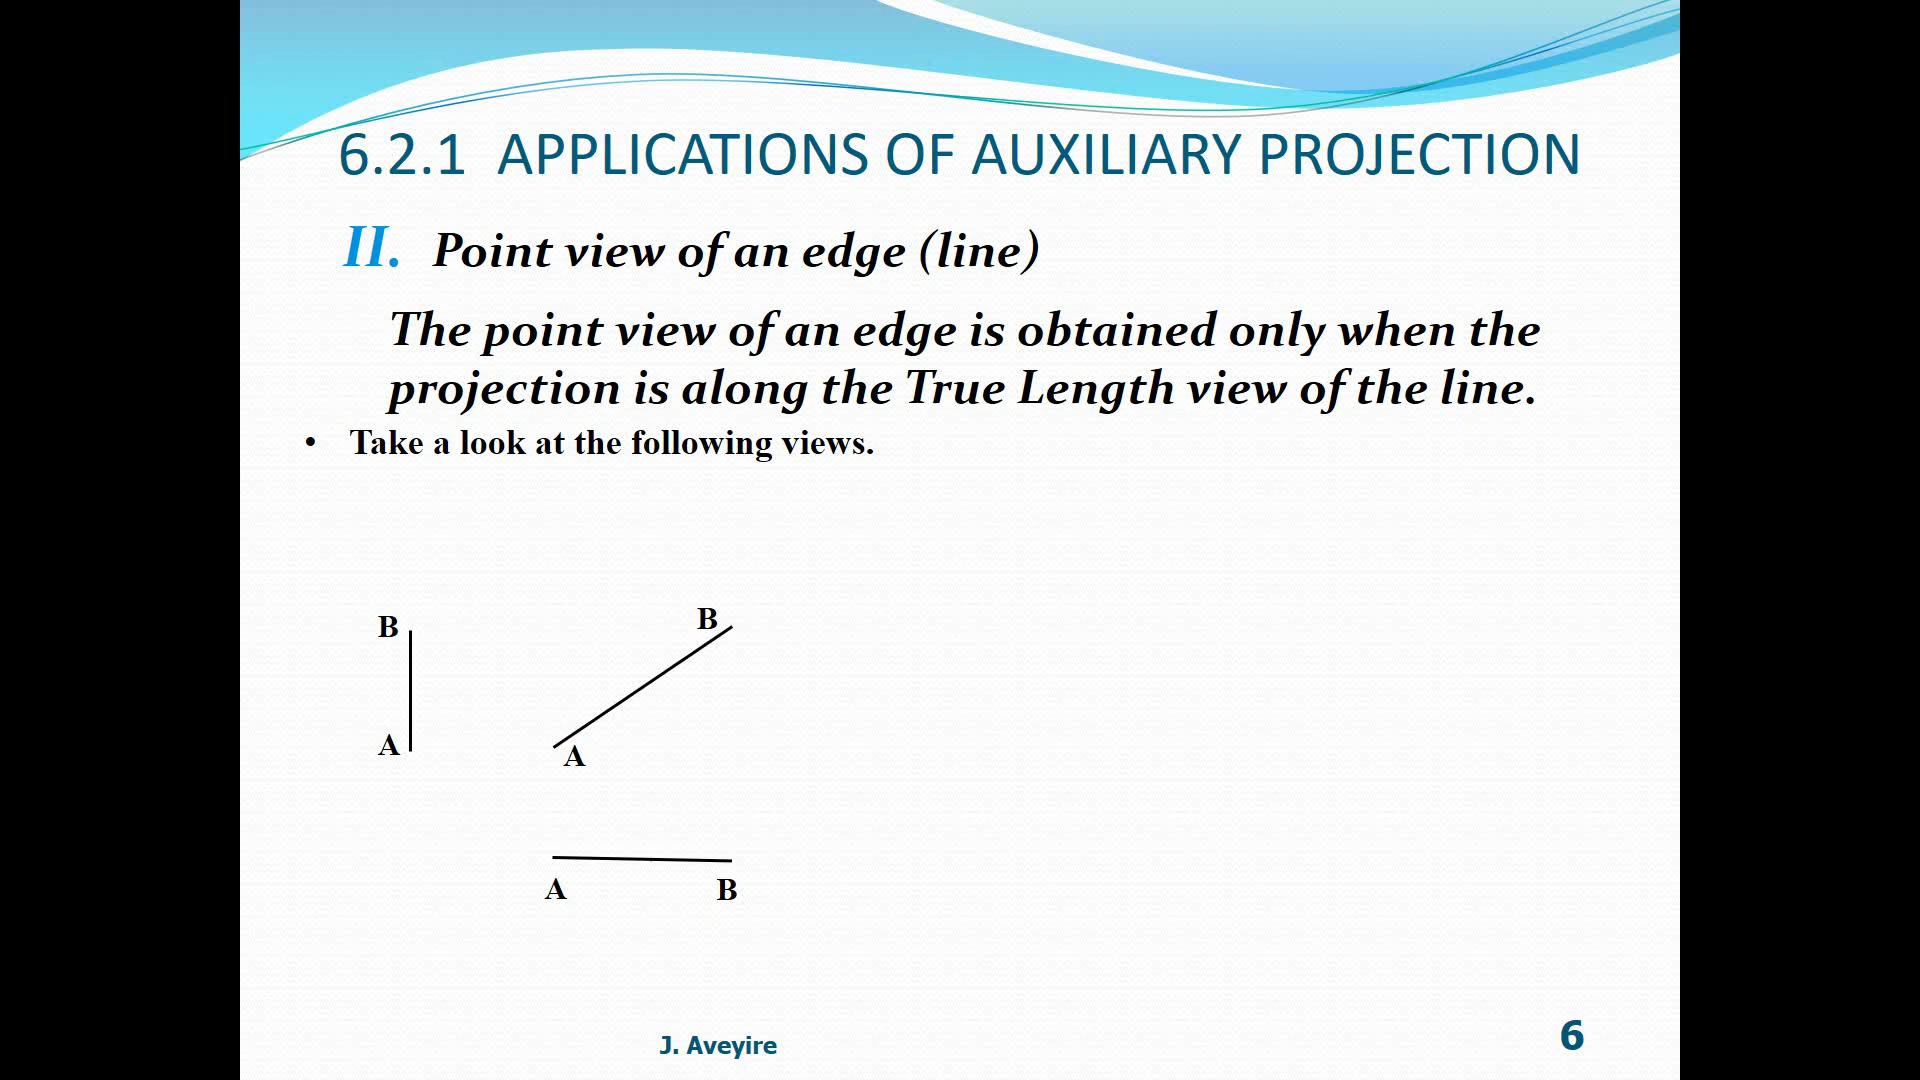 6.2.1 APPLICATIONS OF AUXILIARY PROJECTION
II. Point view of an edge (line)
The point view of an edge is obtained only when the
projection is along the True Length view of the line.
• Take a look at the following views.
B
B
A
A
A
B
J. Aveyire
6